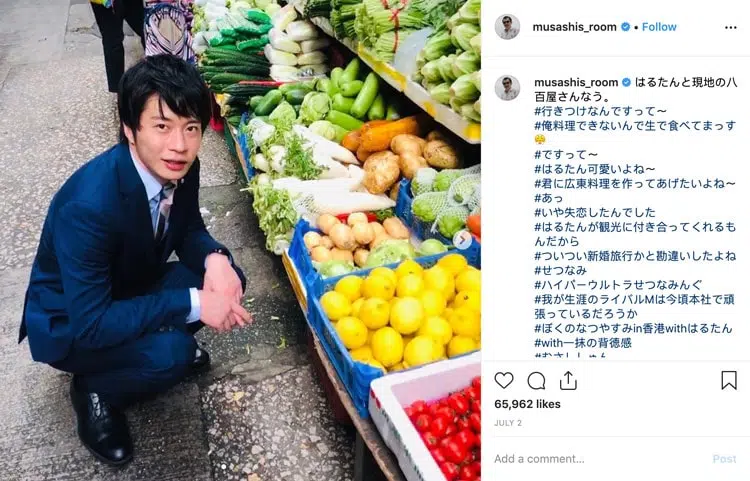 musashis_room • Follow
musashis_room はるたんと現地の八
百屋さんなう。
#行きつけなんですって〜
#俺料理できないんで生で食べてまっす
😤
#ですって〜
#はるたん可愛いよね〜
#君に広東料理を作ってあげたいよね〜
#あっ
#いや失恋したんでした
#はるたんが観光に付き合ってくれるも
んだから
#ついつい新婚旅行かと勘違いしたよね
#せつなみ
#ハイパーウルトラせつなみんぐ
#我が生涯のライバルMは今頃本社で頑
張っているだろうか
#ぼくのなつやすみin香港withはるたん
#with一抹の背徳感
#むさししゅん
65,962 likes
JULY 2
Add a comment...
Post